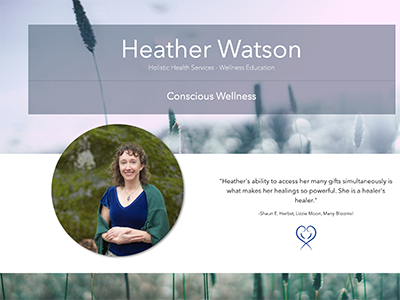 Heather Watson
Holistic Health Services · Wellness Education
Conscious Wellness
"Heather's ability to access her many gifts simultaneously is
what makes her healings so powerful. She is a healer's
healer."
-Shaun E. Herbst, Lizzie Moon, Many Blooms!